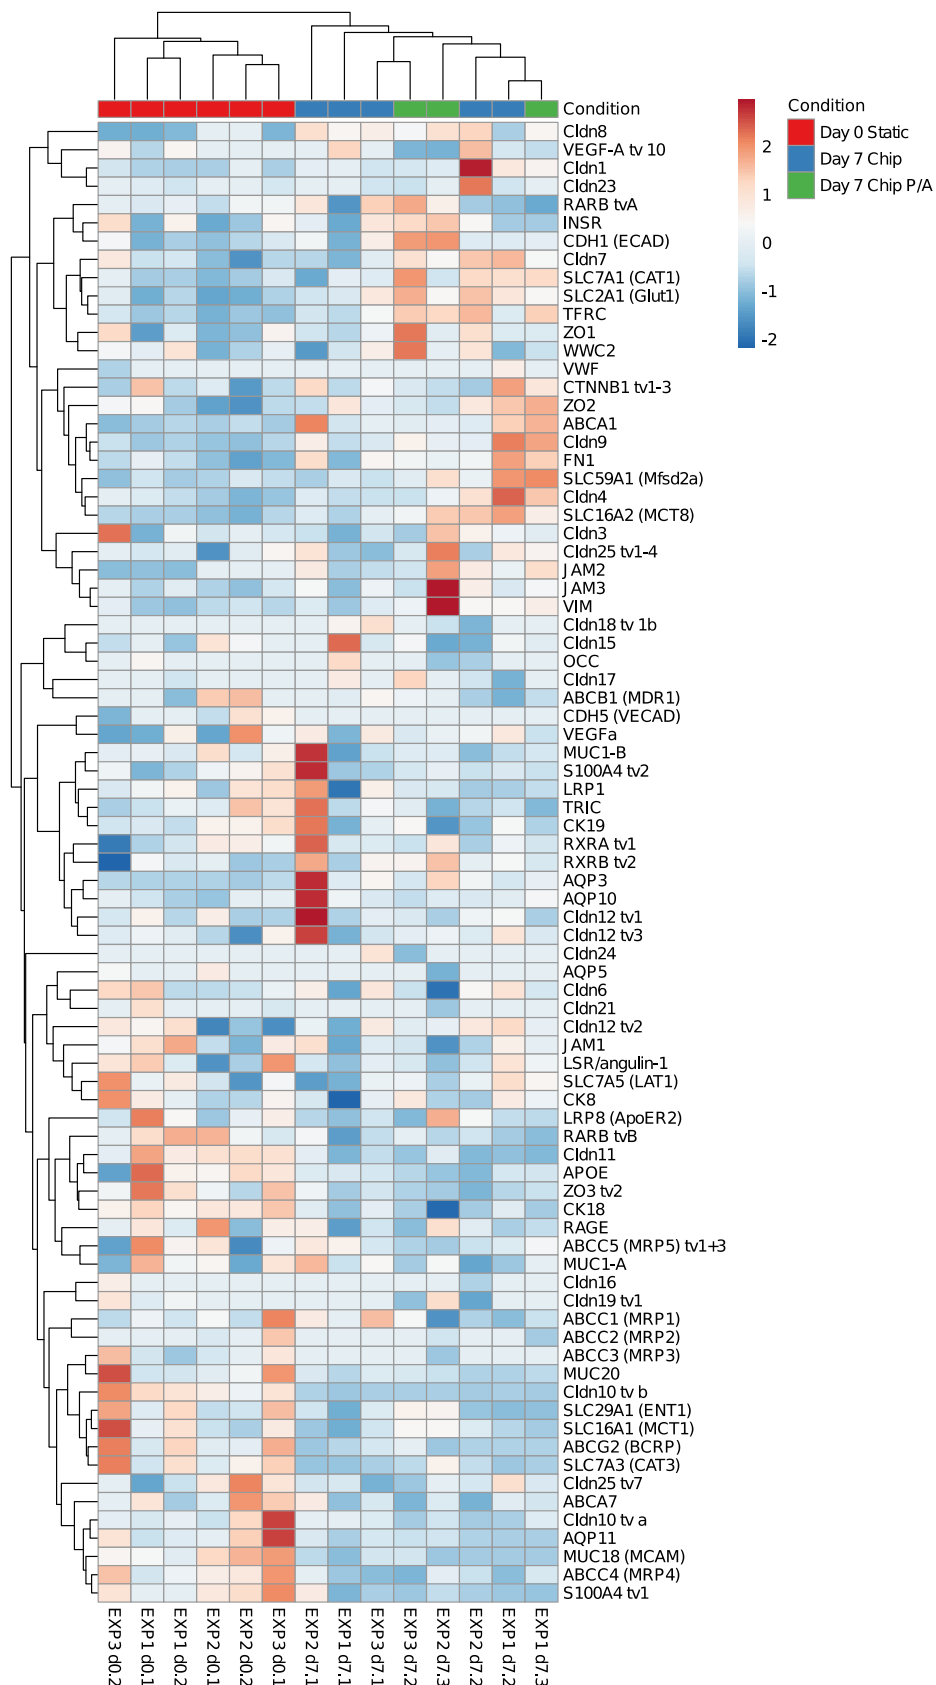 Condition
Cldn8
VEGF-A tv 10
Cldn1
Cldn23
RARB tvA
INSR
CDH1 (ECAD)
Cldn7
SLC7A1 (CAT1)
SLC2A1 (Glut1)
TFRC
ZO1
WWC2
VWF
CTNNB1 tv1-3
ZO2
ABCA1
Cldn9
FN1
SLC59A1 (Mfsd2a)
Cldn4
SLC16A2 (MCT8)
Cldn3
Cldn25 tv1-4
JAM2
JAM3
VIM
Cldn18 tv 1b
Cldn15
OCC
Cldn17
ABCB1 (MDR1)
CDH5 (VECAD)
VEGFa
MUC1-B
S100A4 tv2
LRP1
TRIC
CK19
RXRA tv1
RXRB tv2
AQP3
AQP10
Cldn12 tv1
Cldn12 tv3
Cldn24
AQP5
Cldn6
Cldn21
Cldn12 tv2
JAM1
LSR/angulin-1
SLC7A5 (LAT1)
CK8
LRP8 (ApoER2)
RARB tvB
Cldn11
APOE
ZO3 tv2
CK18
RAGE
ABCC5 (MRP5) tv1+3
MUC1-A
Cldn16
Cldn19 tv1
ABCC1 (MRP1)
ABCC2 (MRP2)
ABCC3 (MRP3)
MUC20
Cldn10 tv b
SLC29A1 (ENT1)
SLC16A1 (MCT1)
ABCG2 (BCRP)
SLC7A3 (CAT3)
Cldn25 tv7
ABCA7
Cldn10 tv a
AQP11
MUC18 (MCAM)
ABCC4 (MRP4)
S100A4 tv1
EXP3 d0.2
EXP1 d0.1
EXP1 d0.2
EXP2 d0.1
EXP2 d0.2
EXP3 d0.1
EXP2 d7.1
EXP1 d7.1
EXP3 d7.1
EXP3 d7.2
EXP2 d7.3
EXP2 d7.2
EXP1 d7.2
EXP1 d7.3
2
1
0
-1
-2
Condition
Day 0 Static
Day 7 Chip
Day 7 Chip P/A